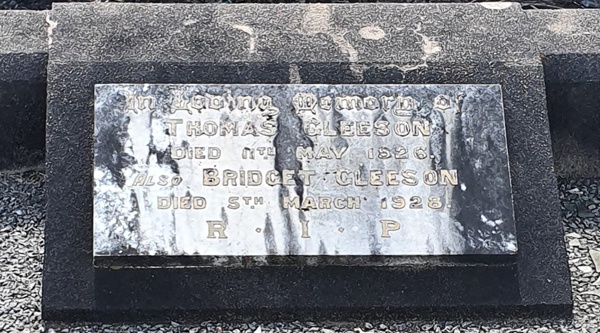 In Loving Memory of
THOMAS GLEESON
DIED 11TH MAY 1926.
ALSO BRIDGET GLEESON
DIED 5TH MARCH 1928.
R · I · P